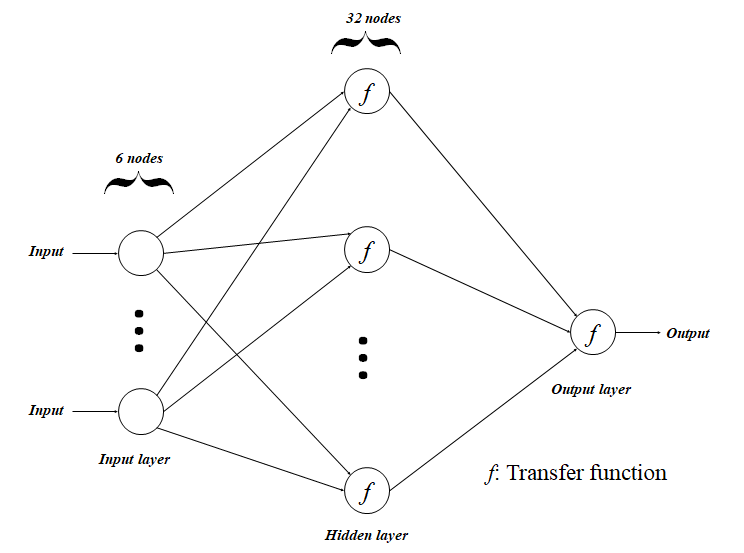 32 nodes
f
6 nodes
Input
f
f
Output
Output layer
Input
Input layer
f: Transfer function
f
Hidden layer